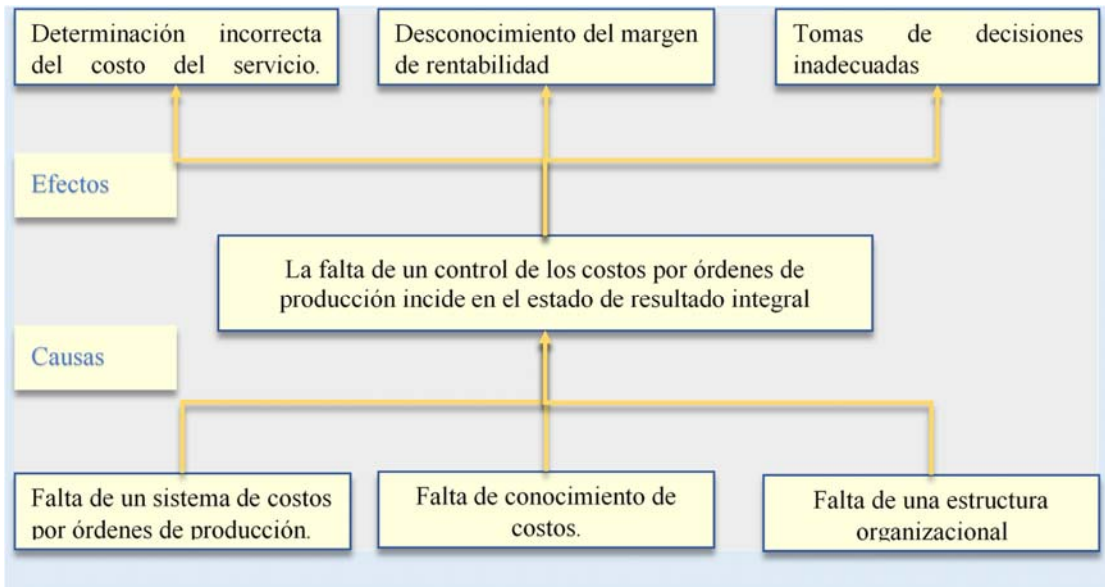 Determinación incorrecta
del costo del servicio.
Desconocimiento del margen
de rentabilidad
Tomas de decisiones
inadecuadas
Efectos
La falta de un control de los costos por órdenes de
producción incide en el estado de resultado integral
Causas
Falta de un sistema de costos
por órdenes de producción.
Falta de conocimiento de
costos.
Falta de una estructura
organizacional